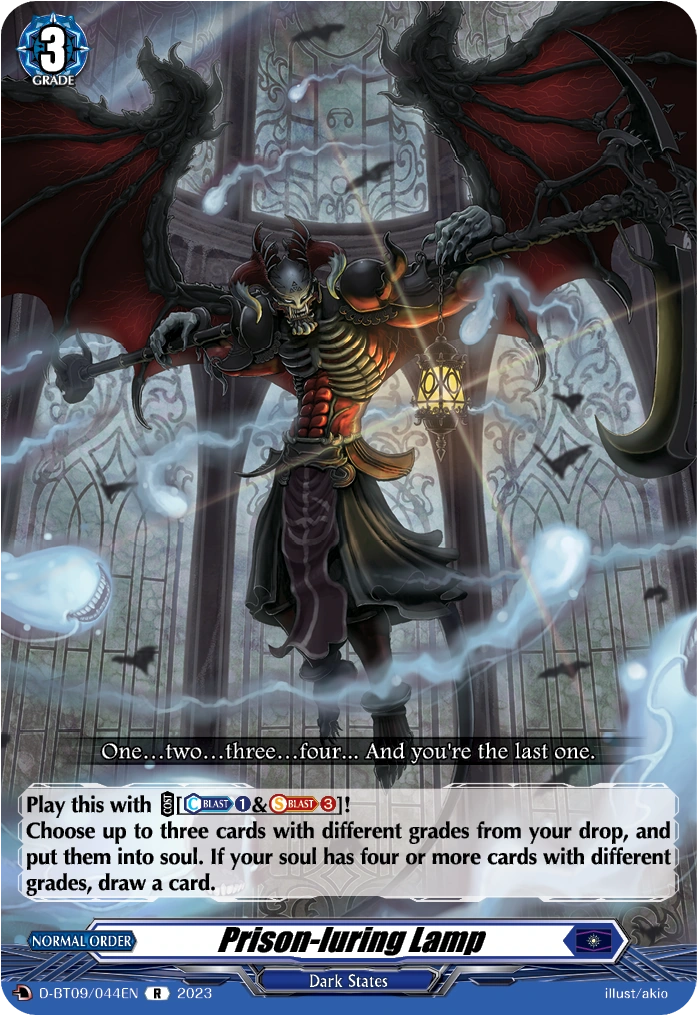 3
GRADE
One...two...three...four... And you're the last one.
Play this with COST[C BLAST 1 & S BLAST 3]!
Choose up to three cards with different grades from your drop, and
put them into soul. If your soul has four or more cards with different
grades, draw a card.
NORMAL ORDER
Prison-luring Lamp
Dark States
D D-BT09/044EN R 2023
illust/akio